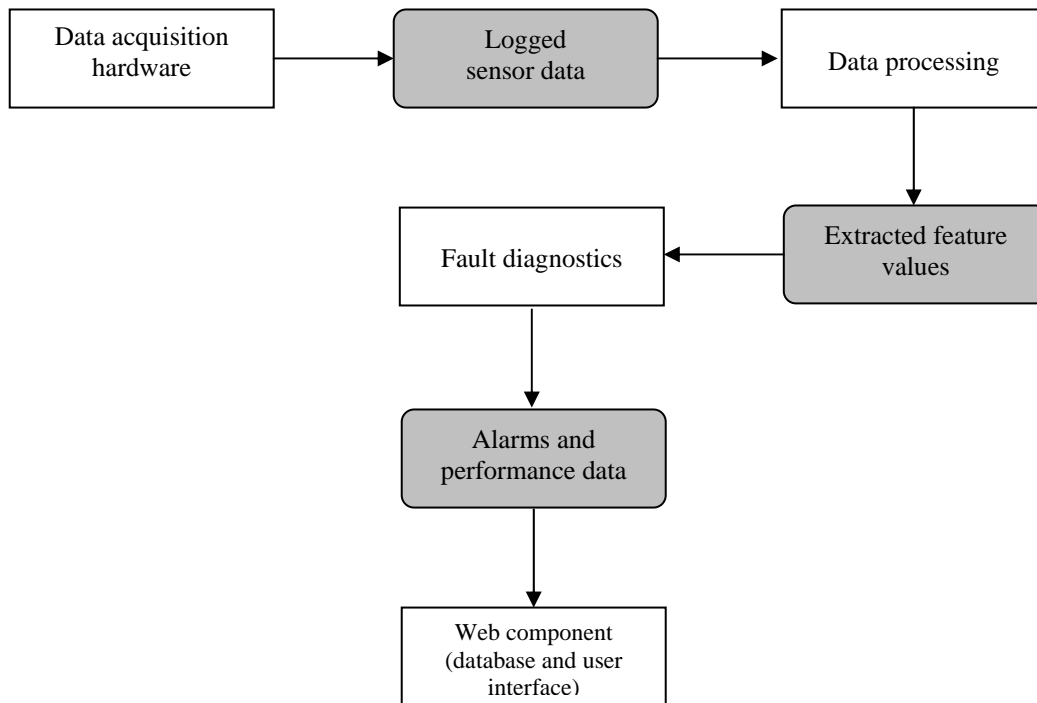 Data acquisition
hardware
Logged
sensor data
Data processing
Extracted feature
values
Fault diagnostics
Alarms and
performance data
Web component
(database and user
interface)